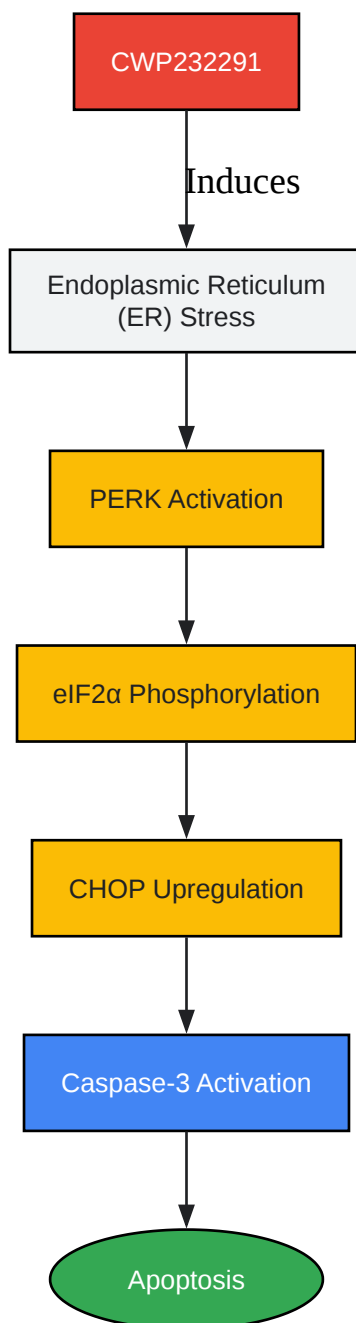 CWP232291
Induces
Endoplasmic Reticulum
(ER) Stress
PERK Activation
eIF2α Phosphorylation
CHOP Upregulation
Caspase-3 Activation
Apoptosis